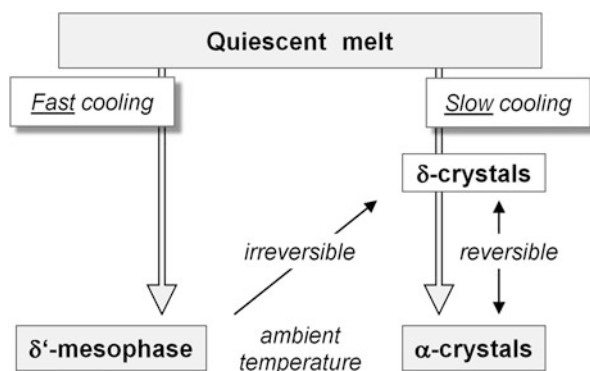 Quiescent melt
Fast cooling
Slow cooling
δ-crystals
irreversible
reversible
δ‘-mesophase
ambient
temperature
α-crystals